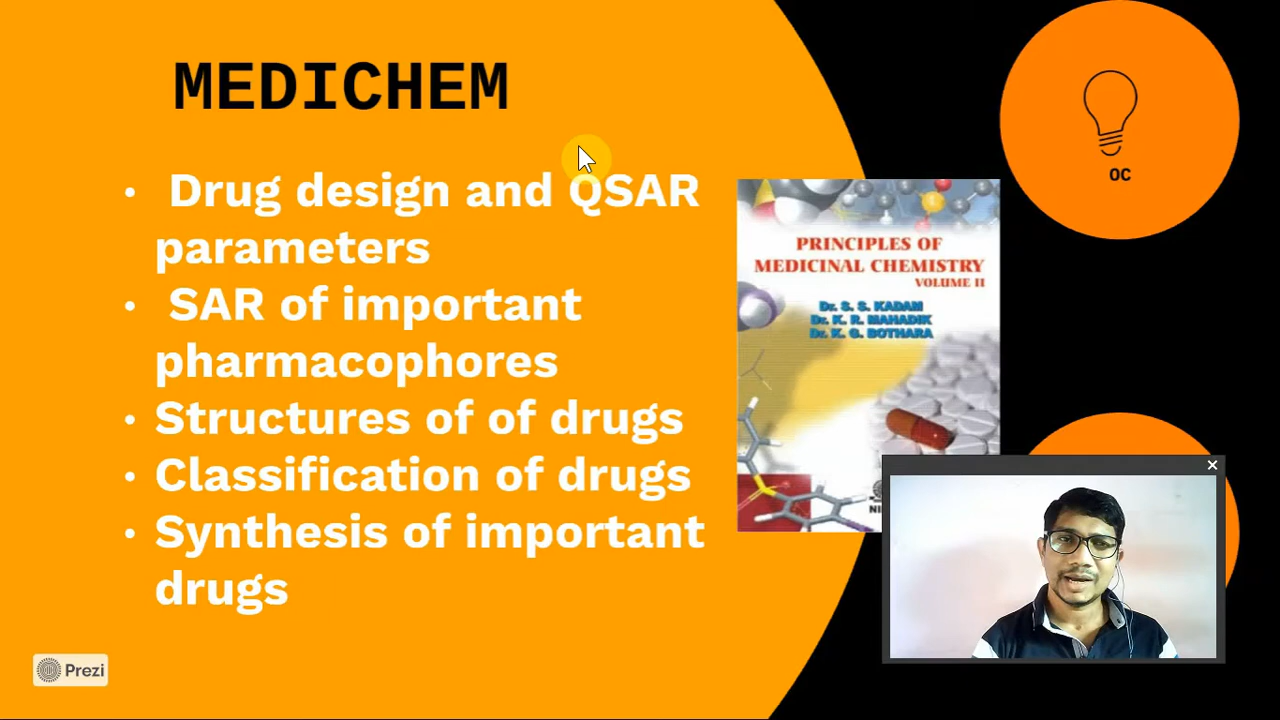 MEDICHEM
• Drug design and QSAR
parameters
• SAR of important
pharmacophores
• Structures of of drugs
• Classification of drugs
• Synthesis of important
drugs
PRINCIPLES OF
MEDICINAL CHEMISTRY
VOLUME II
Dr. S. S. KADAM
Dr. K. R. MAHADIK
Dr. K. G. BOTHARA
OC
Prezi